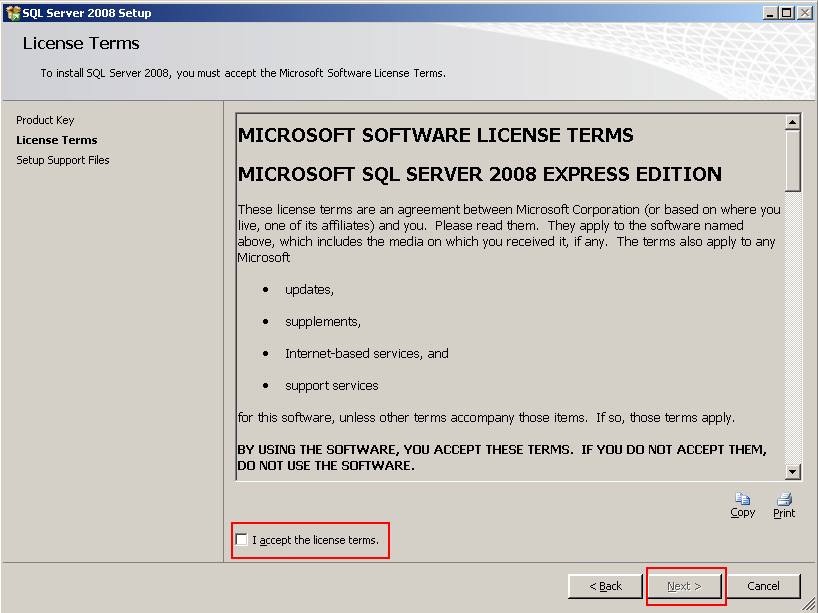 SQL Server 2008 Setup
License Terms
To install SQL Server 2008, you must accept the Microsoft Software License Terms.
Product Key
License Terms
Setup Support Files
MICROSOFT SOFTWARE LICENSE TERMS
MICROSOFT SQL SERVER 2008 EXPRESS EDITION
These license terms are an agreement between Microsoft Corporation (or based on where you
live, one of its affiliates) and you.  Please read them.  They apply to the software named
above, which includes the media on which you received it, if any.  The terms also apply to any
Microsoft
• updates,
• supplements,
• Internet-based services, and
• support services
for this software, unless other terms accompany those items.  If so, those terms apply.
BY USING THE SOFTWARE, YOU ACCEPT THESE TERMS.  IF YOU DO NOT ACCEPT THEM,
DO NOT USE THE SOFTWARE.
Copy Print
I accept the license terms.
< Back Next > Cancel